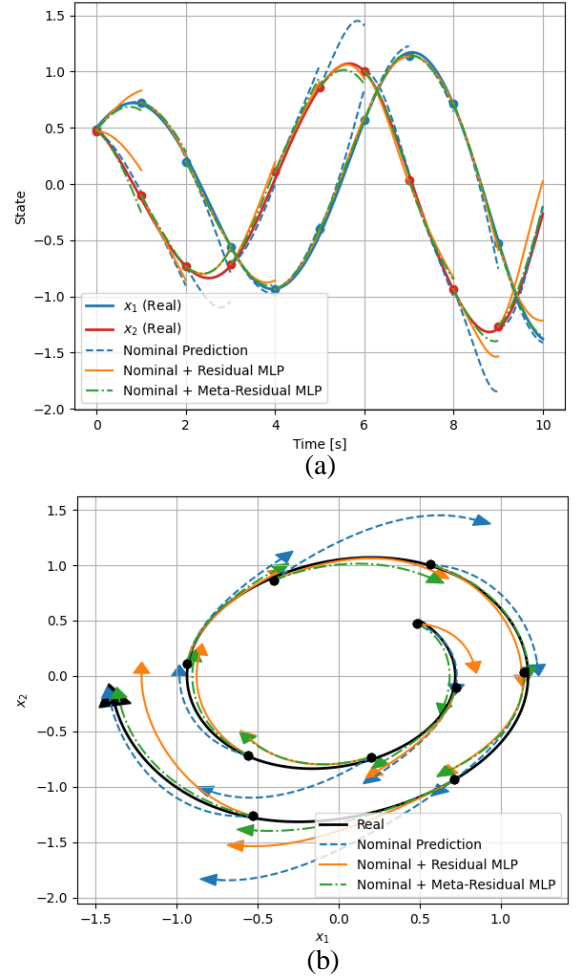 1.5
1.0
0.5
0.0
−0.5
−1.0
−1.5
−2.0
State
x₁ (Real)
x₂ (Real)
Nominal Prediction
Nominal + Residual MLP
Nominal + Meta-Residual MLP
0 2 4 6 8 10
Time [s]
(a)
1.5
1.0
0.5
0.0
−0.5
−1.0
−1.5
−2.0
x₂
Real
Nominal Prediction
Nominal + Residual MLP
Nominal + Meta-Residual MLP
−1.5 −1.0 −0.5 0.0 0.5 1.0
x₁
(b)